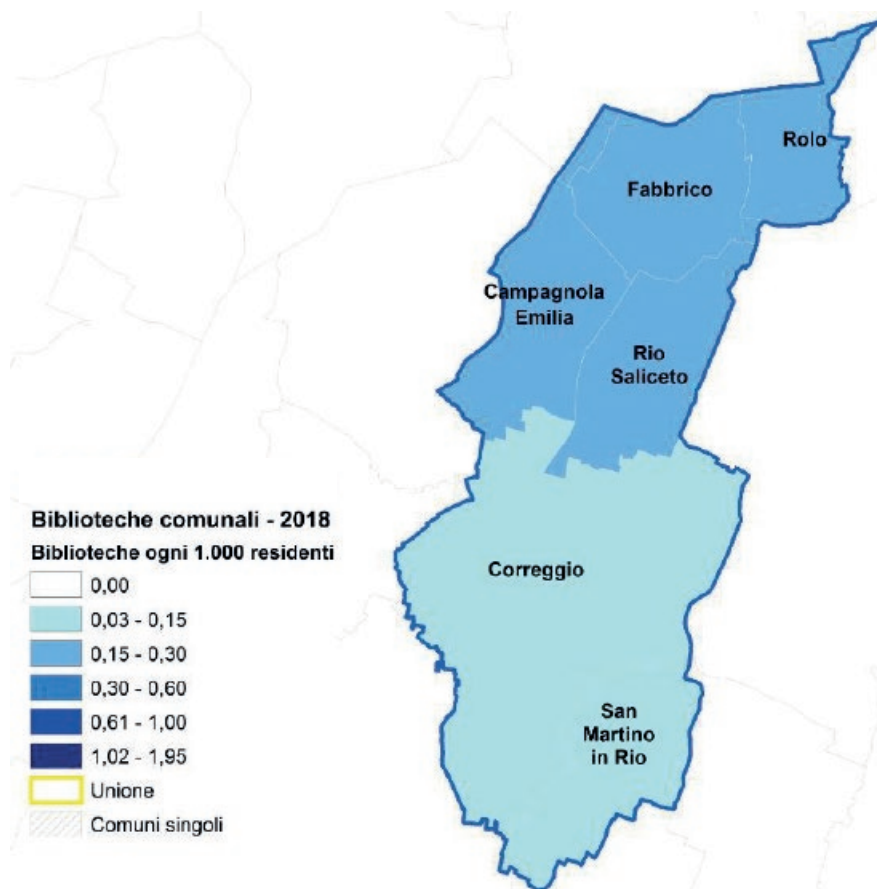 Rolo
Fabbrico
Campagnola
Emilia
Rio
Saliceto
Biblioteche comunali - 2018
Biblioteche ogni 1.000 residenti
0,00
0,03 - 0,15
0,15 - 0,30
0,30 - 0,60
0,61 - 1,00
1,02 - 1,95
Unione
Comuni singoli
Correggio
San
Martino
in Rio